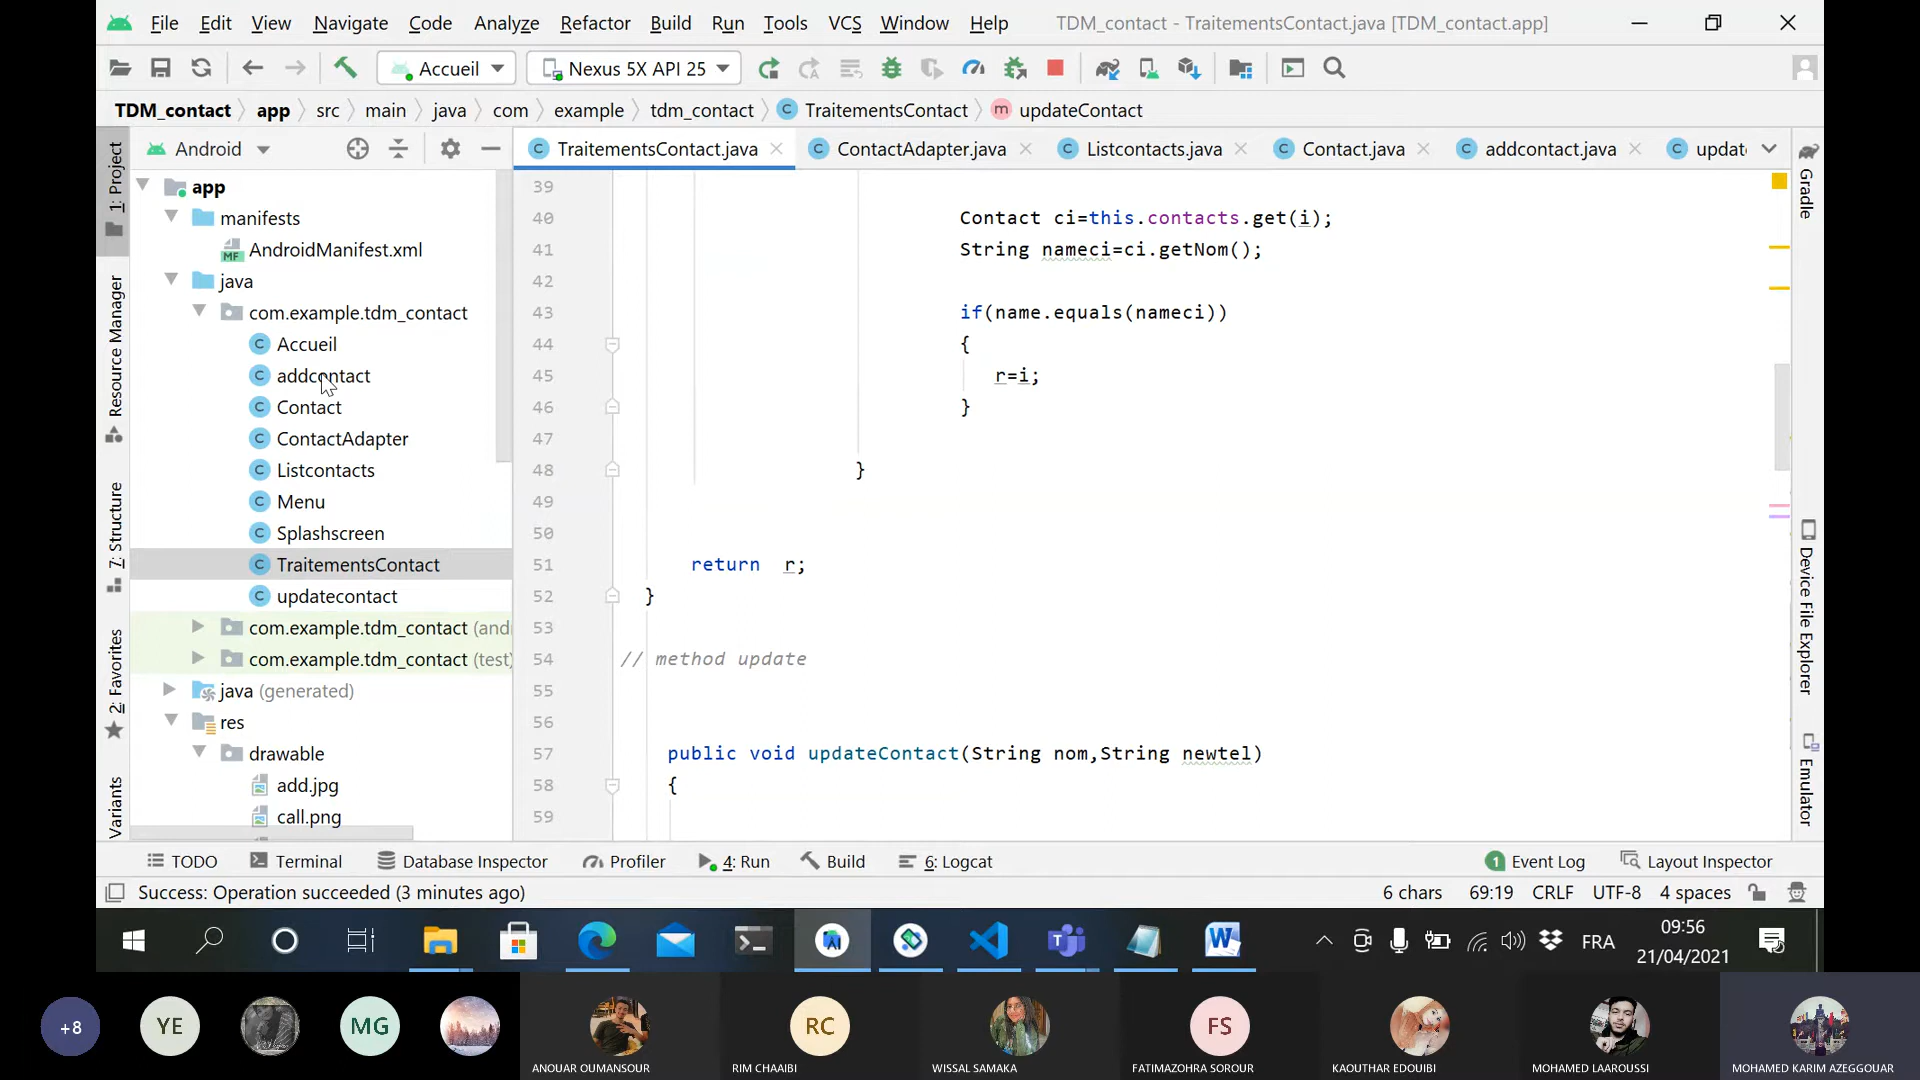 File Edit View Navigate Code Analyze Refactor Build Run Tools VCS Window Help TDM_contact - TraitementsContact.java [TDM_contact.app]
Accueil Nexus 5X API 25
TDM_contact app src main java com example tdm_contact C TraitementsContact m updateContact
Android C TraitementsContact.java C ContactAdapter.java C Listcontacts.java C Contact.java C addcontact.java C updat
1: Project
Resource Manager
7: Structure
2: Favorites
Variants
app
manifests
MF AndroidManifest.xml
java
com.example.tdm_contact
C Accueil
C addcontact
C Contact
C ContactAdapter
C Listcontacts
C Menu
C Splashscreen
C TraitementsContact
C updatecontact
com.example.tdm_contact (and
com.example.tdm_contact (test)
java (generated)
res
drawable
add.jpg
call.png
39
40 Contact ci=this.contacts.get(i);
41 String nameci=ci.getNom();
42
43 if(name.equals(nameci))
44 {
45 r=i;
46 }
47
48 }
49
50
51 return r;
52 }
53
54 // method update
55
56
57 public void updateContact(String nom,String newtel)
58 {
59
Gradle
Device File Explorer
Emulator
TODO Terminal Database Inspector Profiler 4: Run Build 6: Logcat 1 Event Log Layout Inspector
Success: Operation succeeded (3 minutes ago) 6 chars 69:19 CRLF UTF-8 4 spaces
FRA
09:56
21/04/2021
+8 YE MG RC FS
ANOUAR OUMANSOUR RIM CHAAIBI WISSAL SAMAKA FATIMAZOHRA SOROUR KAOUTHAR EDOUIBI MOHAMED LAAROUSSI MOHAMED KARIM AZEGGOUAR